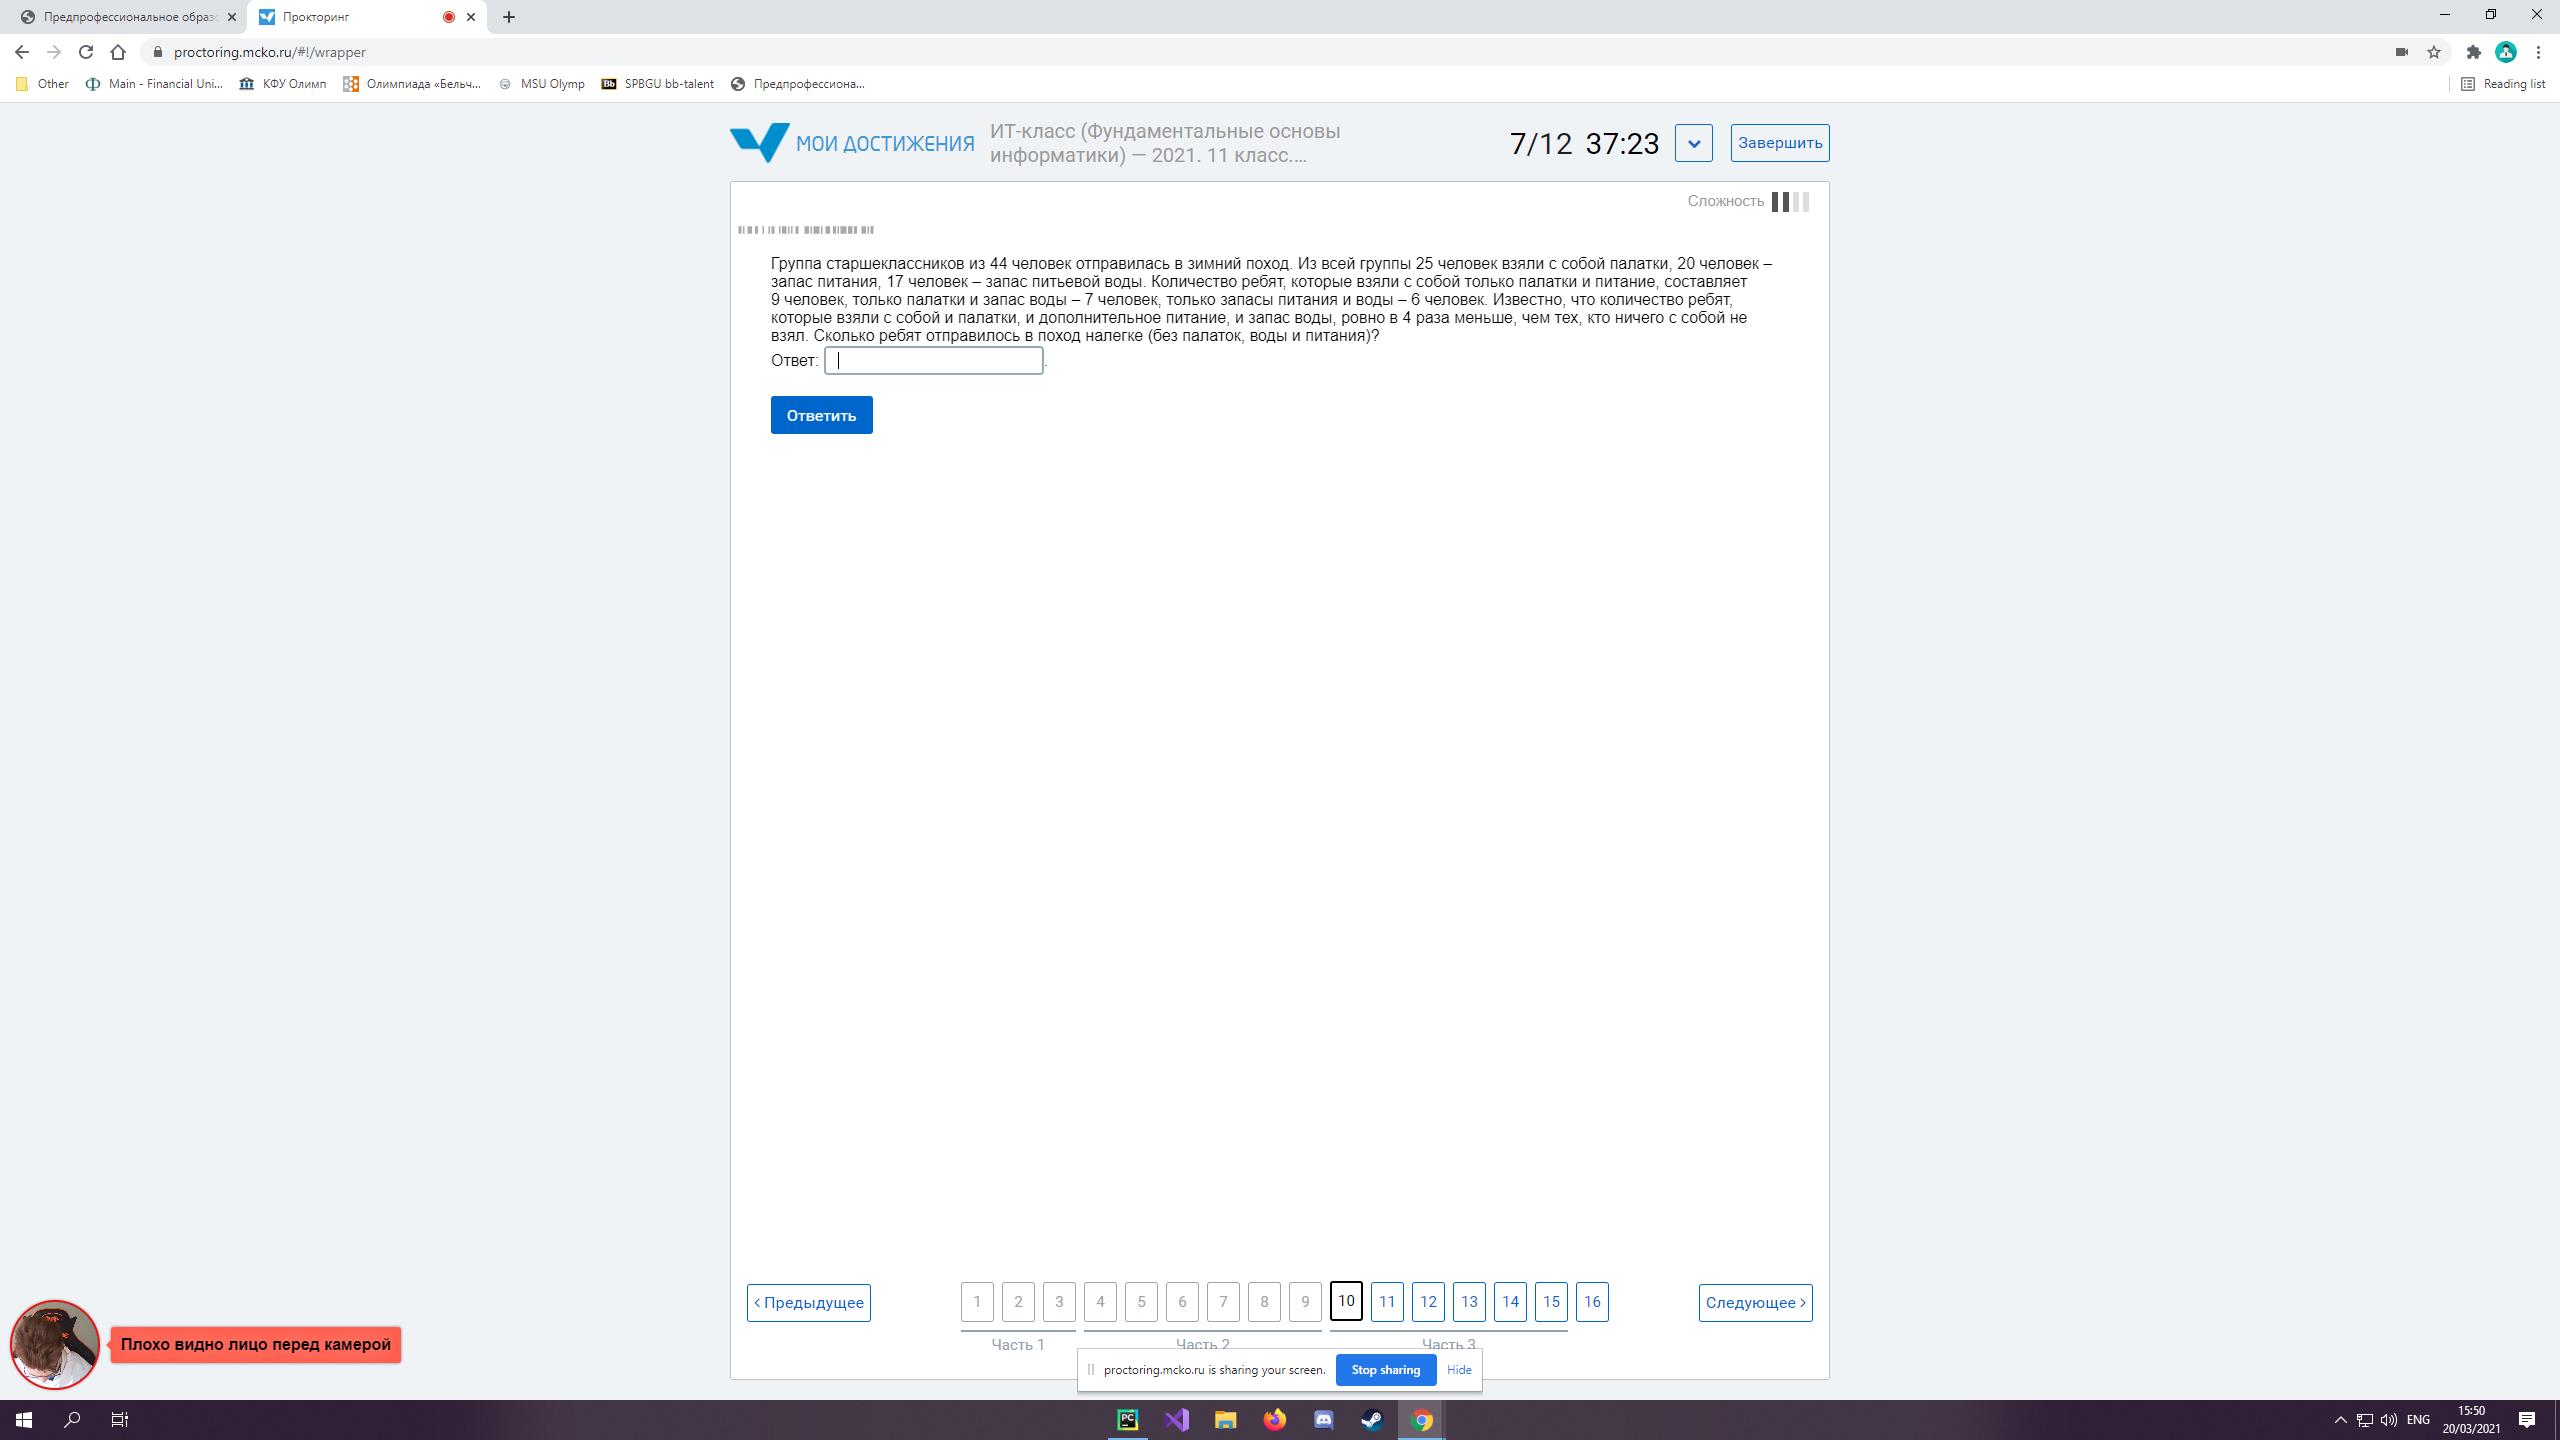 Предпрофессиональное образо
Прокторинг
proctoring.mcko.ru/#!/wrapper
Other
Main - Financial Uni...
КФУ Олимп
Олимпиада «Бельч...
MSU Olymp
Bb
SPBGU bb-talent
Предпрофессиона...
Reading list
МОИ ДОСТИЖЕНИЯ
ИТ-класс (Фундаментальные основы
информатики) — 2021. 11 класс....
7/12 37:23
Завершить
Сложность
Группа старшеклассников из 44 человек отправилась в зимний поход. Из всей группы 25 человек взяли с собой палатки, 20 человек –
запас питания, 17 человек – запас питьевой воды. Количество ребят, которые взяли с собой только палатки и питание, составляет
9 человек, только палатки и запас воды – 7 человек, только запасы питания и воды – 6 человек. Известно, что количество ребят,
которые взяли с собой и палатки, и дополнительное питание, и запас воды, ровно в 4 раза меньше, чем тех, кто ничего с собой не
взял. Сколько ребят отправилось в поход налегке (без палаток, воды и питания)?
Ответ: .
Ответить
‹ Предыдущее
1 2 3 4 5 6 7 8 9 10 11 12 13 14 15 16
Следующее ›
Часть 1
Часть 2
Часть 3
Плохо видно лицо перед камерой
proctoring.mcko.ru is sharing your screen.
Stop sharing
Hide
PC
ENG
15:50
20/03/2021